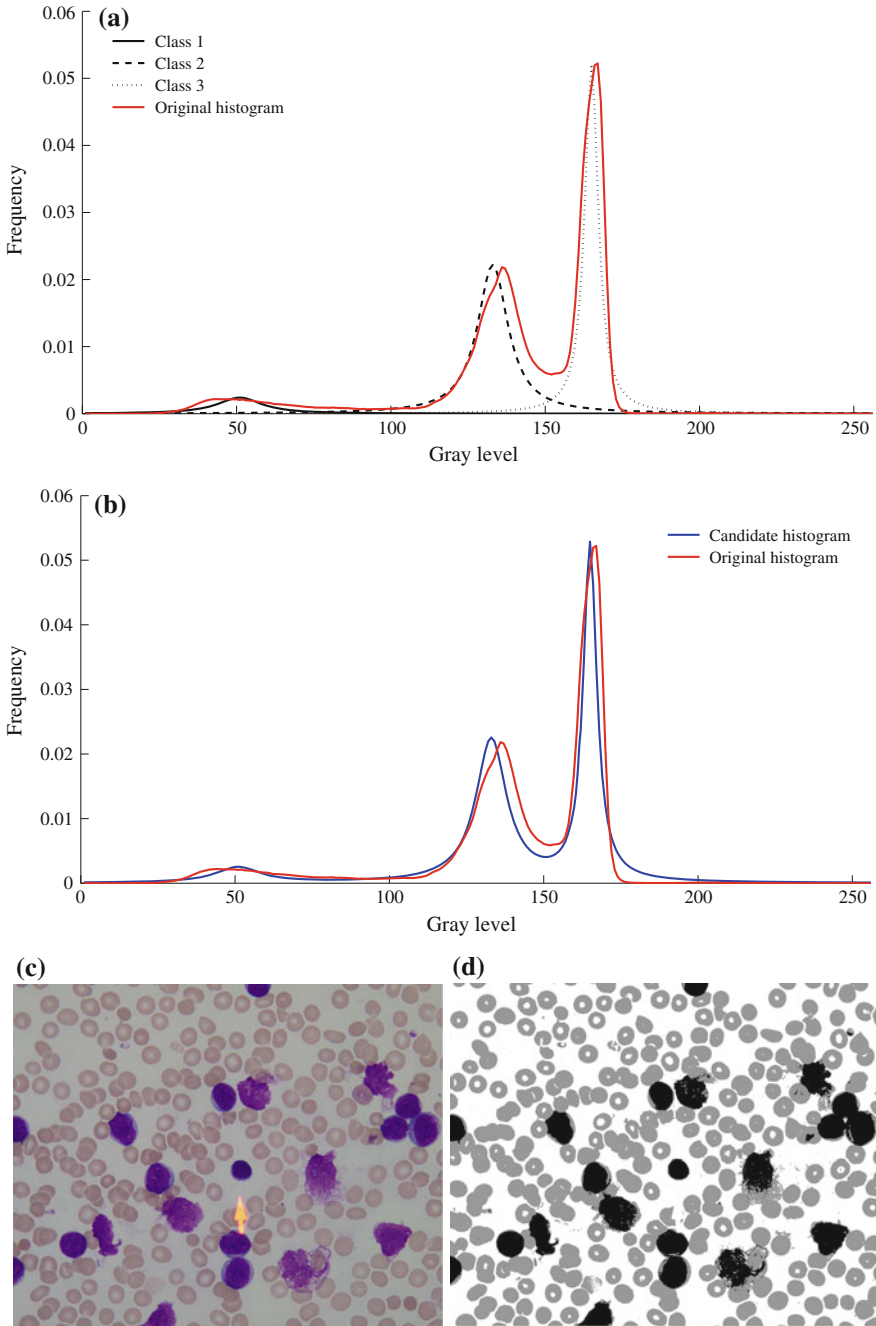 (a)
0.06
0.05
0.04
0.03
0.02
0.01
0
Frequency
Class 1
Class 2
Class 3
Original histogram
0 50 100 150 200 250
Gray level
(b)
0.06
0.05
0.04
0.03
0.02
0.01
0
Frequency
Candidate histogram
Original histogram
0 50 100 150 200 250
Gray level
(c) (d)